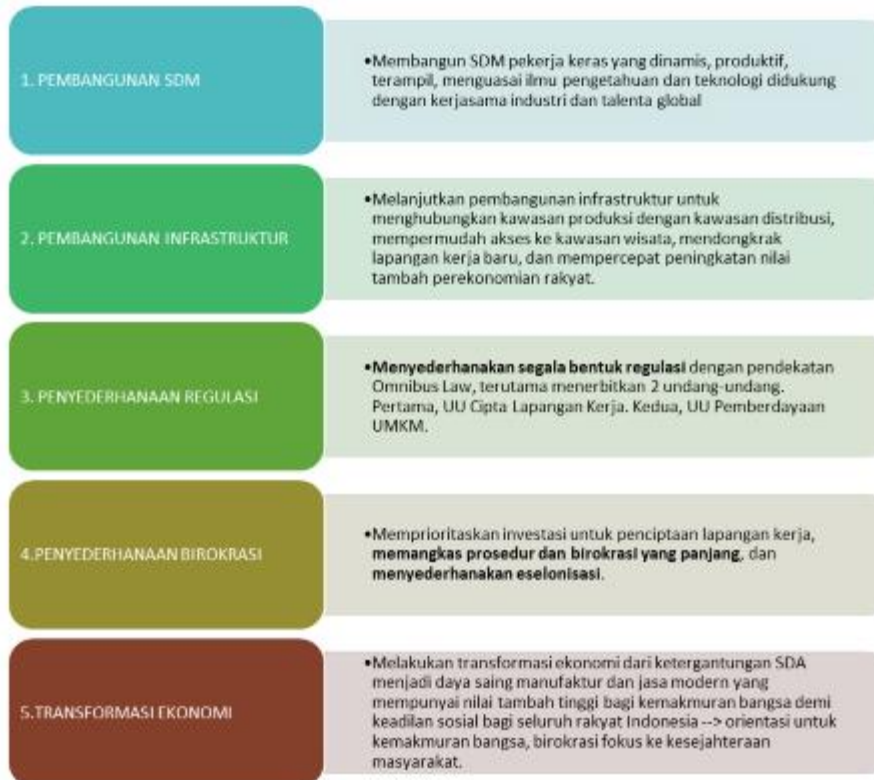 1. PEMBANGUNAN SDM
•Membangun SDM pekerja keras yang dinamis, produktif,
terampil, menguasai ilmu pengetahuan dan teknologi didukung
dengan kerjasama industri dan talenta global
2. PEMBANGUNAN INFRASTRUKTUR
•Melanjutkan pembangunan infrastruktur untuk
menghubungkan kawasan produksi dengan kawasan distribusi,
mempermudah akses ke kawasan wisata, mendongkrak
lapangan kerja baru, dan mempercepat peningkatan nilai
tambah perekonomian rakyat.
3. PENYEDERHANAAN REGULASI
•Menyederhanakan segala bentuk regulasi dengan pendekatan
Omnibus Law, terutama menerbitkan 2 undang-undang.
Pertama, UU Cipta Lapangan Kerja. Kedua, UU Pemberdayaan
UMKM.
4.PENYEDERHANAAN BIROKRASI
•Memprioritaskan investasi untuk penciptaan lapangan kerja,
memangkas prosedur dan birokrasi yang panjang, dan
menyederhanakan eselonisasi.
5.TRANSFORMASI EKONOMI
•Melakukan transformasi ekonomi dari ketergantungan SDA
menjadi daya saing manufaktur dan jasa modern yang
mempunyai nilai tambah tinggi bagi kemakmuran bangsa demi
keadilan sosial bagi seluruh rakyat Indonesia --> orientasi untuk
kemakmuran bangsa, birokrasi fokus ke kesejahteraan
masyarakat.